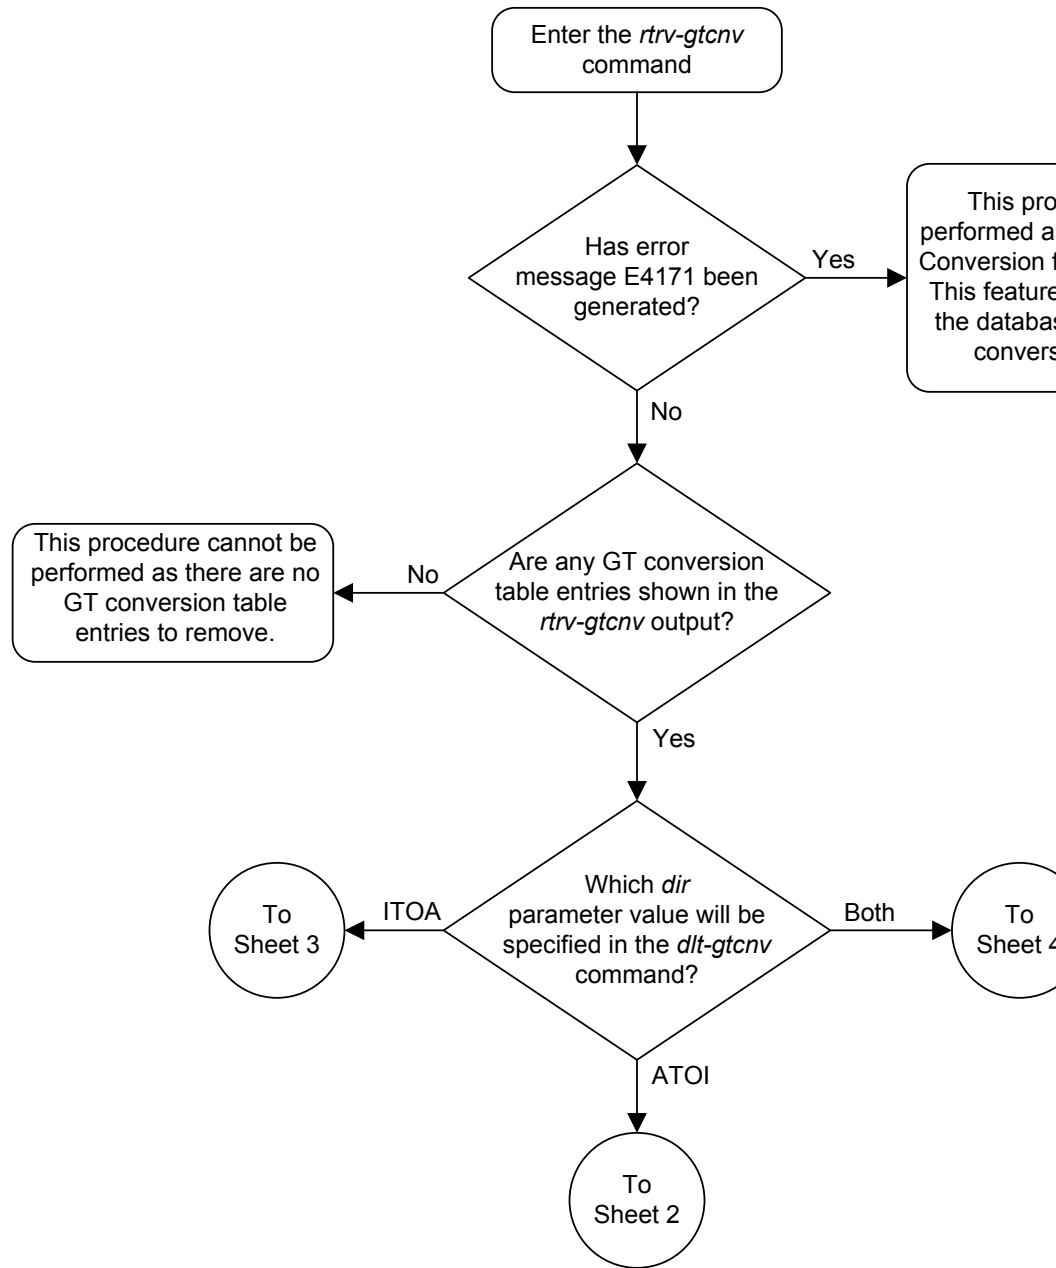 Enter the rtrv-gtcnv
command
Has error
message E4171 been
generated?
Yes
This
performed
Conversion
This feature
the
No
Are any GT conversion
table entries shown in the
rtrv-gtcnv output?
No
This procedure cannot be
performed as there are no
GT conversion table
entries to remove.
Yes
Which dir
parameter value will be
specified in the dlt-gtcnv
command?
ITOA
To
Sheet 3
Both
To
Sheet 4
ATOI
To
Sheet 2